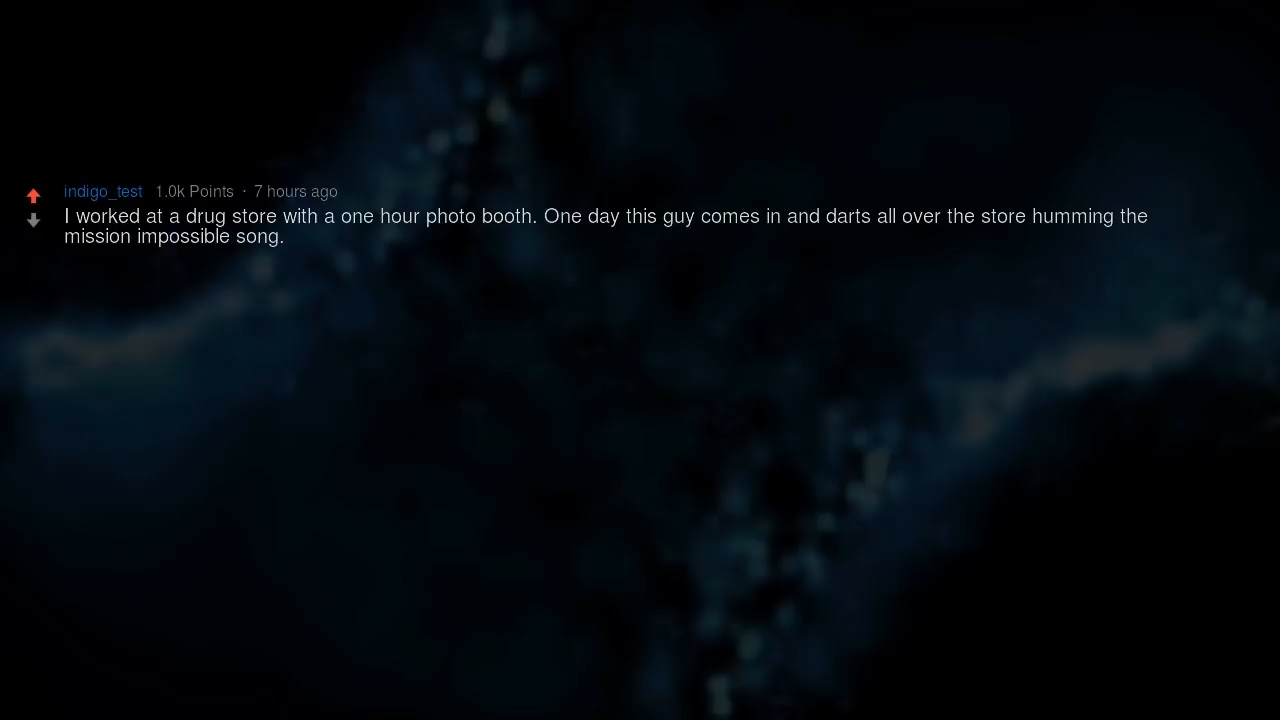 indigo_test 1.0k Points · 7 hours ago
I worked at a drug store with a one hour photo booth. One day this guy comes in and darts all over the store humming the
mission impossible song.